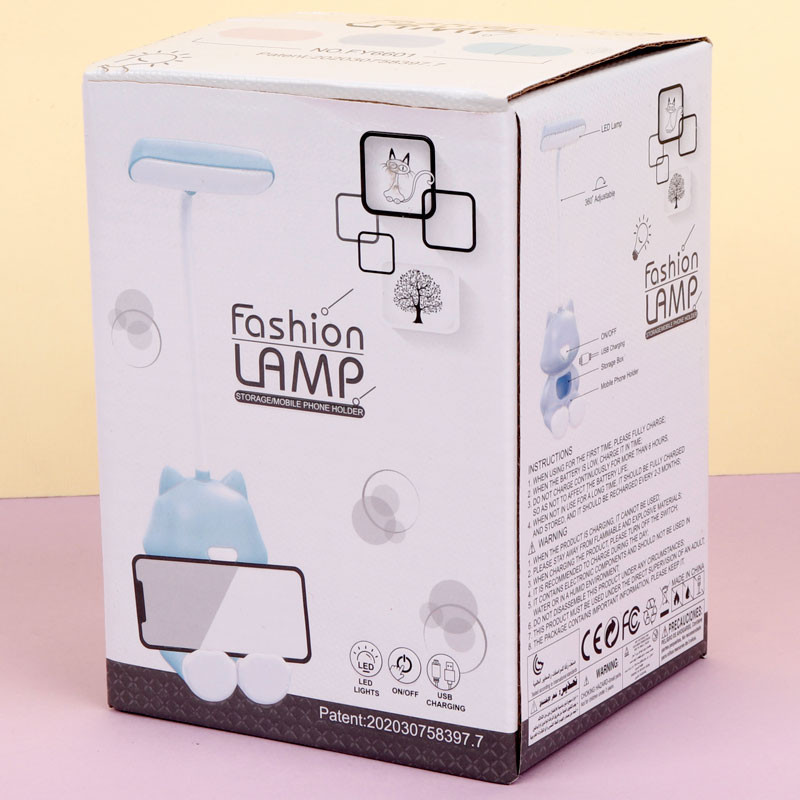 NO.FY6601
Patent:202030758397.7
Fashion
LAMP
STORAGE/MOBILE PHONE HOLDER
LED
LED
LIGHTS
ON/OFF
USB
CHARGING
Patent:202030758397.7
LED Lamp
360° Adjustable
Fashion
LAMP
STORAGE/MOBILE PHONE HOLDER
ON/OFF
USB Charging
Storage Box
Mobile Phone Holder
INSTRUCTIONS
1. WHEN USING FOR THE FIRST TIME, PLEASE FULLY CHARGE.
2. WHEN THE BATTERY IS LOW, CHARGE IT IN TIME.
3. DO NOT CHARGE CONTINUOUSLY FOR MORE THAN 6 HOURS,
SO AS NOT TO AFFECT THE BATTERY LIFE.
4. WHEN NOT IN USE FOR A LONG TIME, IT SHOULD BE FULLY CHARGED
AND STORED, AND IT SHOULD BE RECHARGED EVERY 2-3 MONTHS;
WARNING
1. WHEN THE PRODUCT IS CHARGING, IT CANNOT BE USED.
2. PLEASE STAY AWAY FROM FLAMMABLE AND EXPLOSIVE MATERIALS.
3. WHEN CHARGING THE PRODUCT, PLEASE TURN OFF THE SWITCH.
4. IT IS RECOMMENDED TO CHARGE DURING THE DAY.
5. IT CONTAINS ELECTRONIC COMPONENTS AND SHOULD NOT BE USED IN
WATER OR IN A HUMID ENVIRONMENT.
6. DO NOT DISASSEMBLE THIS PRODUCT UNDER ANY CIRCUMSTANCES.
7. THIS PRODUCT MUST BE USED UNDER THE DIRECT SUPERVISION OF AN ADULT.
8. THE PACKAGE CONTAINS IMPORTANT INFORMATION, PLEASE KEEP IT.
MADE IN CHINA
CE FC
WARNING
PRECAUCIONES